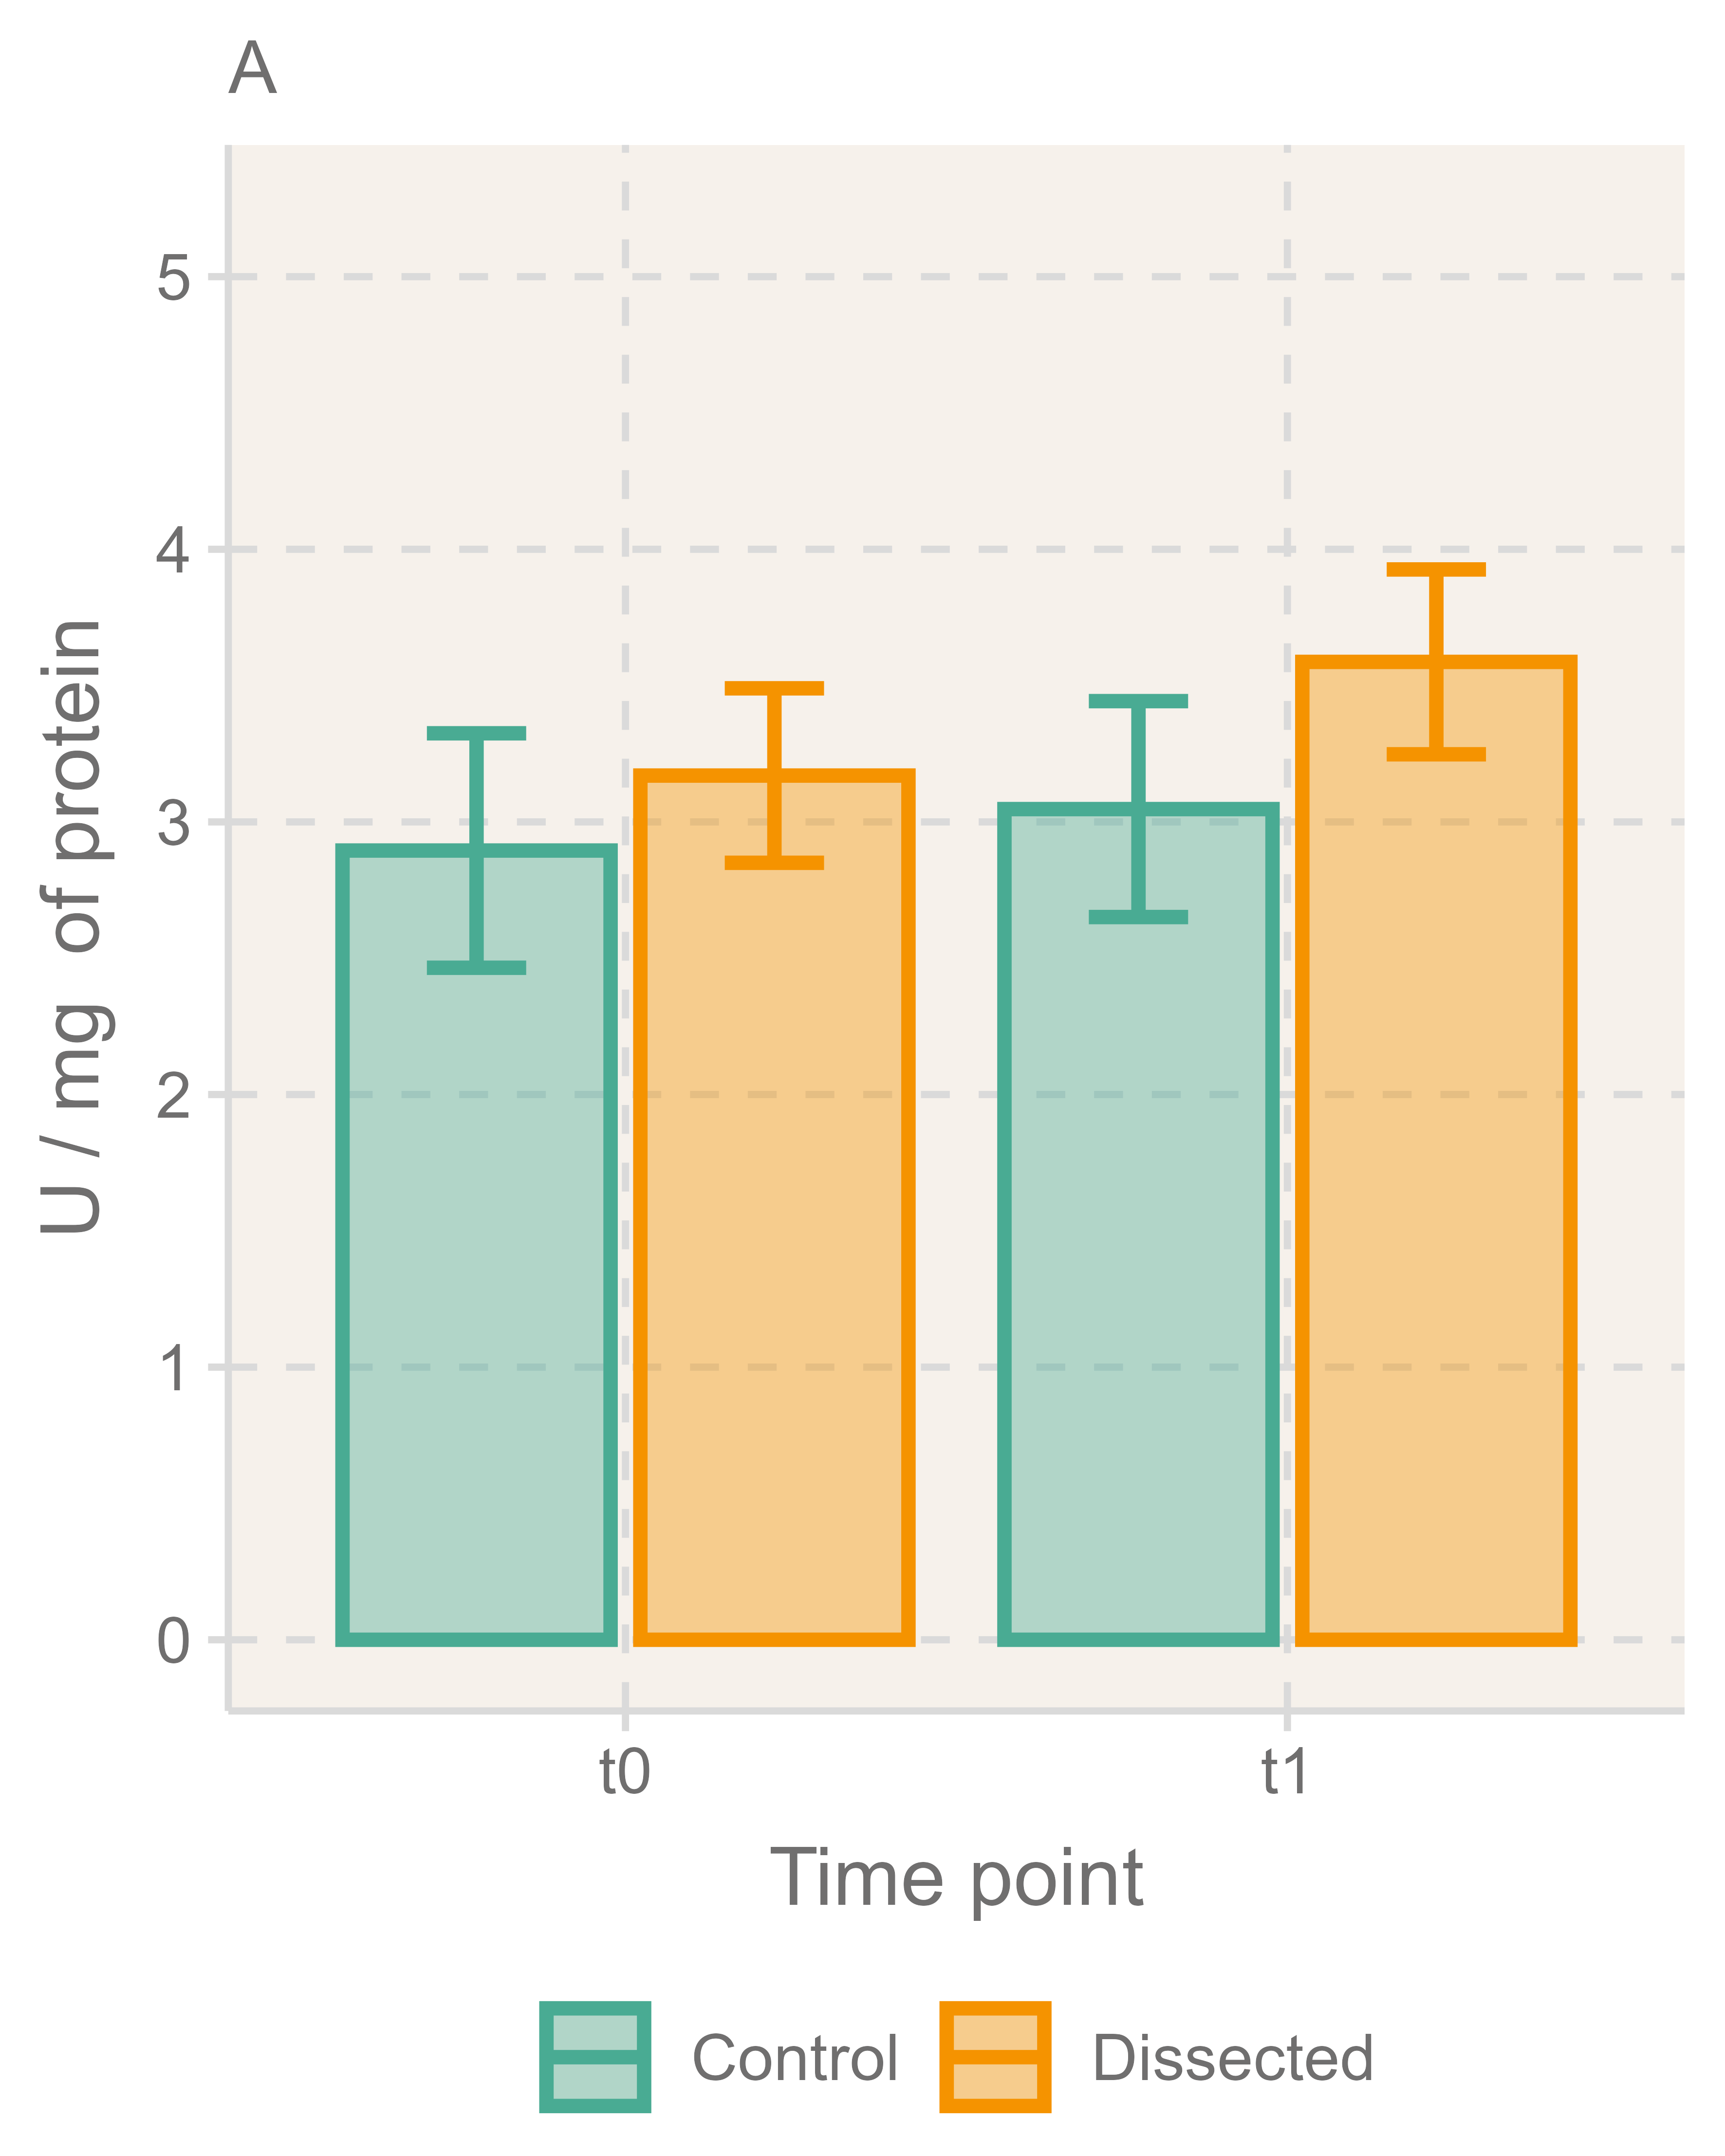 A
5
4
3
2
1
0
U / mg  of protein
t0 t1
Time point
Control Dissected